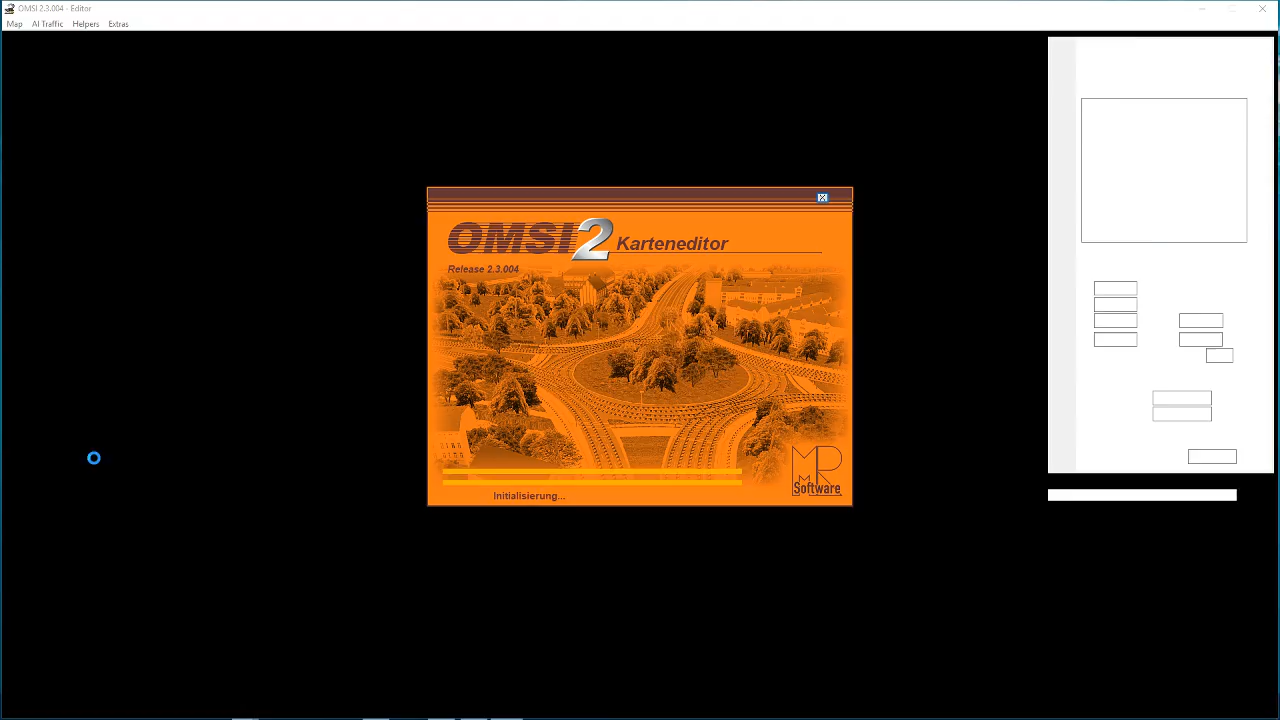 OMSI 2.3.004 - Editor
Map AI Traffic Helpers Extras
OMSI 2 Karteneditor
Release 2.3.004
MR Software
Initialisierung...